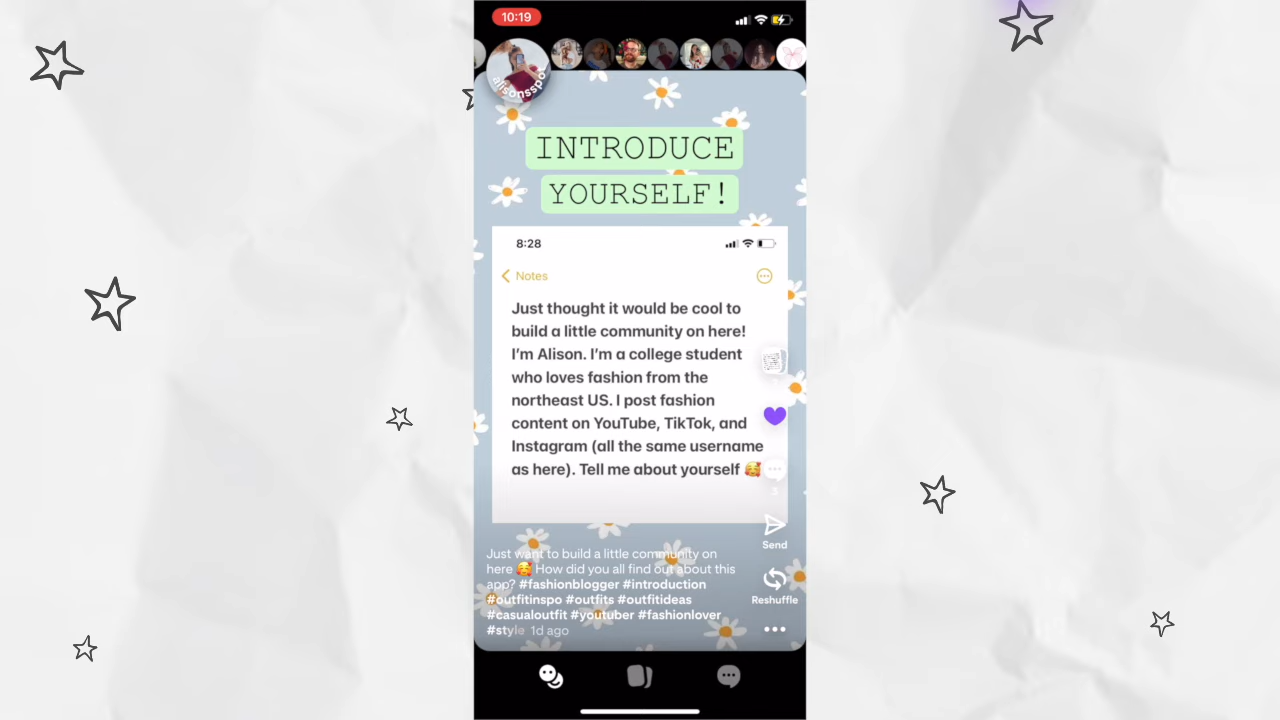 10:19
alisonsspot
INTRODUCE
YOURSELF!
8:28
Notes
Just thought it would be cool to
build a little community on here!
I'm Alison. I'm a college student
who loves fashion from the
northeast US. I post fashion
content on YouTube, TikTok, and
Instagram (all the same username
as here). Tell me about yourself 🥰
3
Send
Reshuffle
Just want to build a little community on
here 🥰 How did you all find out about this
app? #fashionblogger #introduction
#outfitinspo #outfits #outfitideas
#casualoutfit #youtuber #fashionlover
#style 1d ago